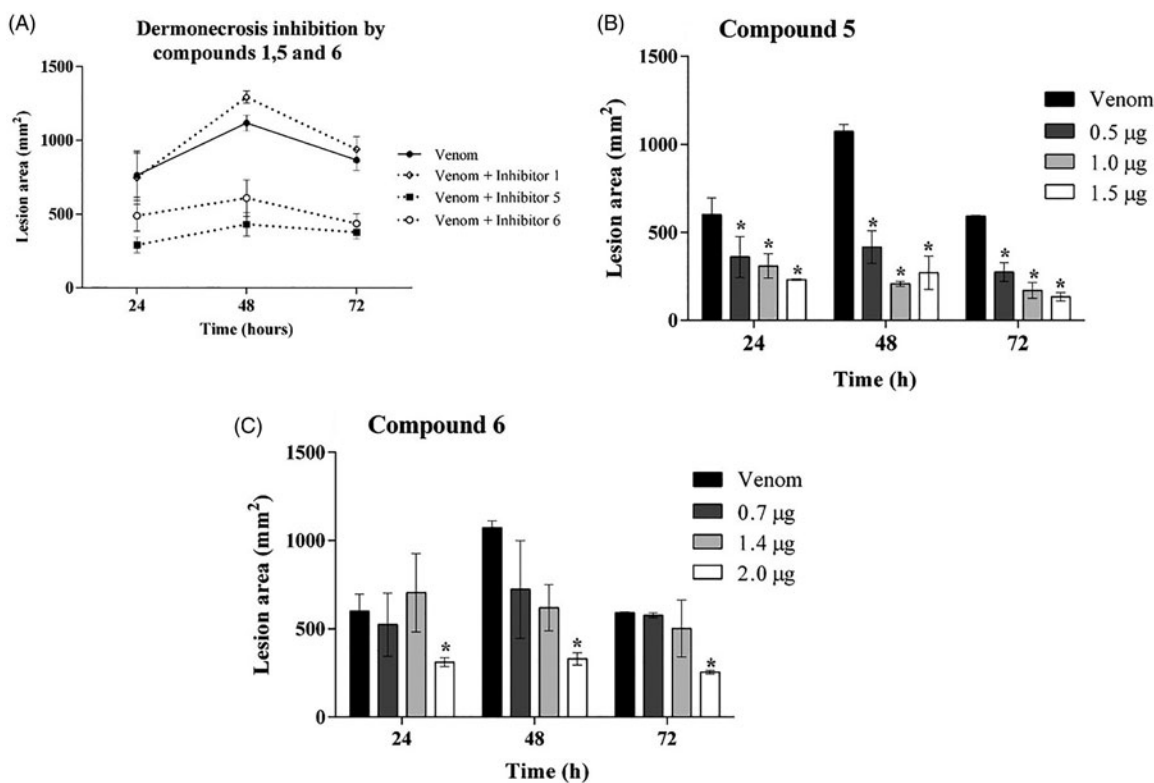 (A)
Dermonecrosis inhibition by
compounds 1,5 and 6
1500
1000
500
0
Lesion area (mm²)
24 48 72
Time (hours)
Venom
Venom + Inhibitor 1
Venom + Inhibitor 5
Venom + Inhibitor 6
(B)
Compound 5
1500
1000
500
0
Lesion area (mm²)
* * *
* * *
* * *
24 48 72
Time (h)
Venom
0.5 µg
1.0 µg
1.5 µg
(C)
Compound 6
1500
1000
500
0
Lesion area (mm²)
* * *
24 48 72
Time (h)
Venom
0.7 µg
1.4 µg
2.0 µg